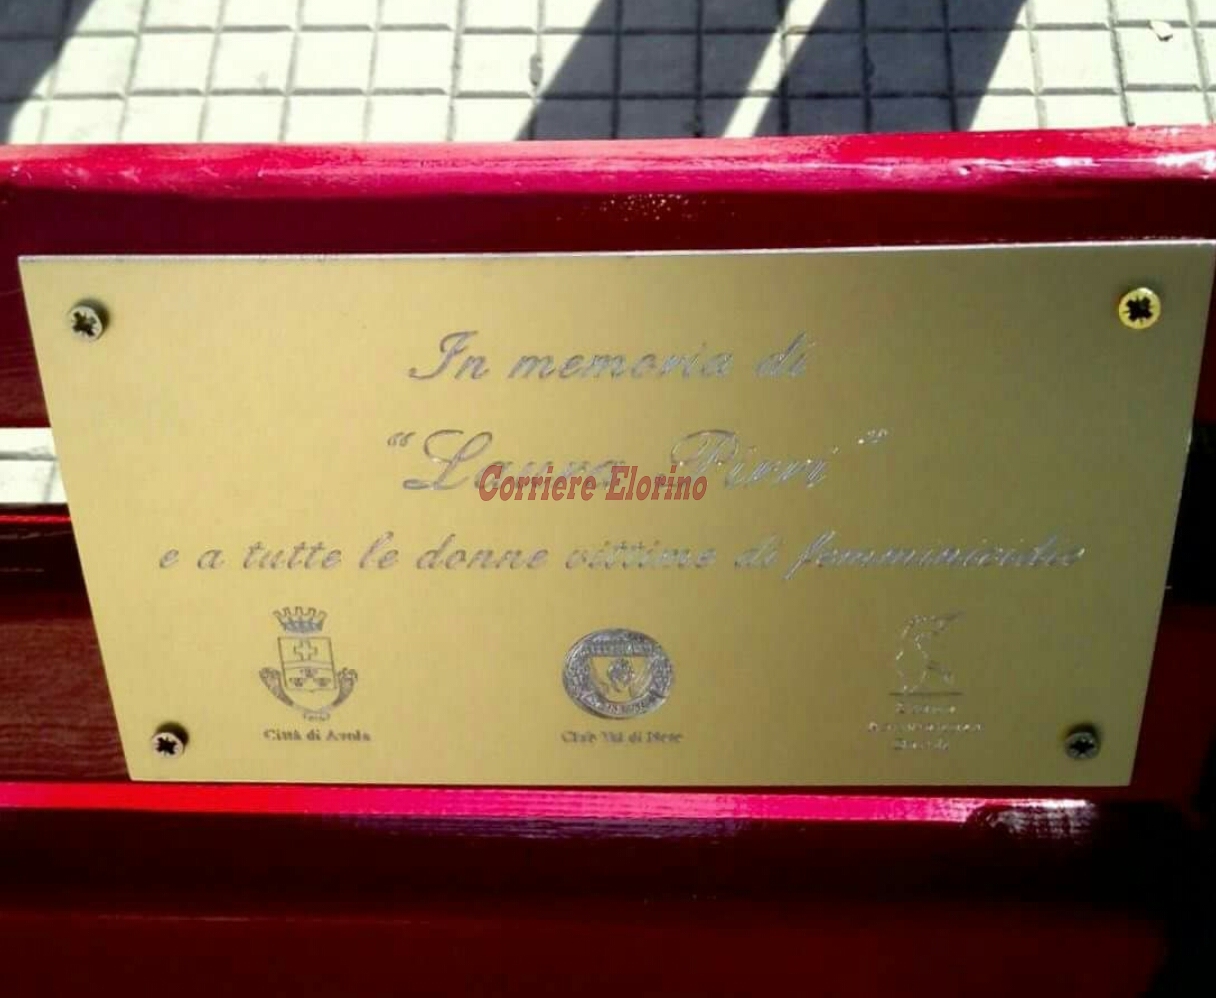 In memoria di
"Laura Pirri"
Corriere Elorino
e a tutte le donne vittime di femminicidio
Città di Avola
Club Val di Noto